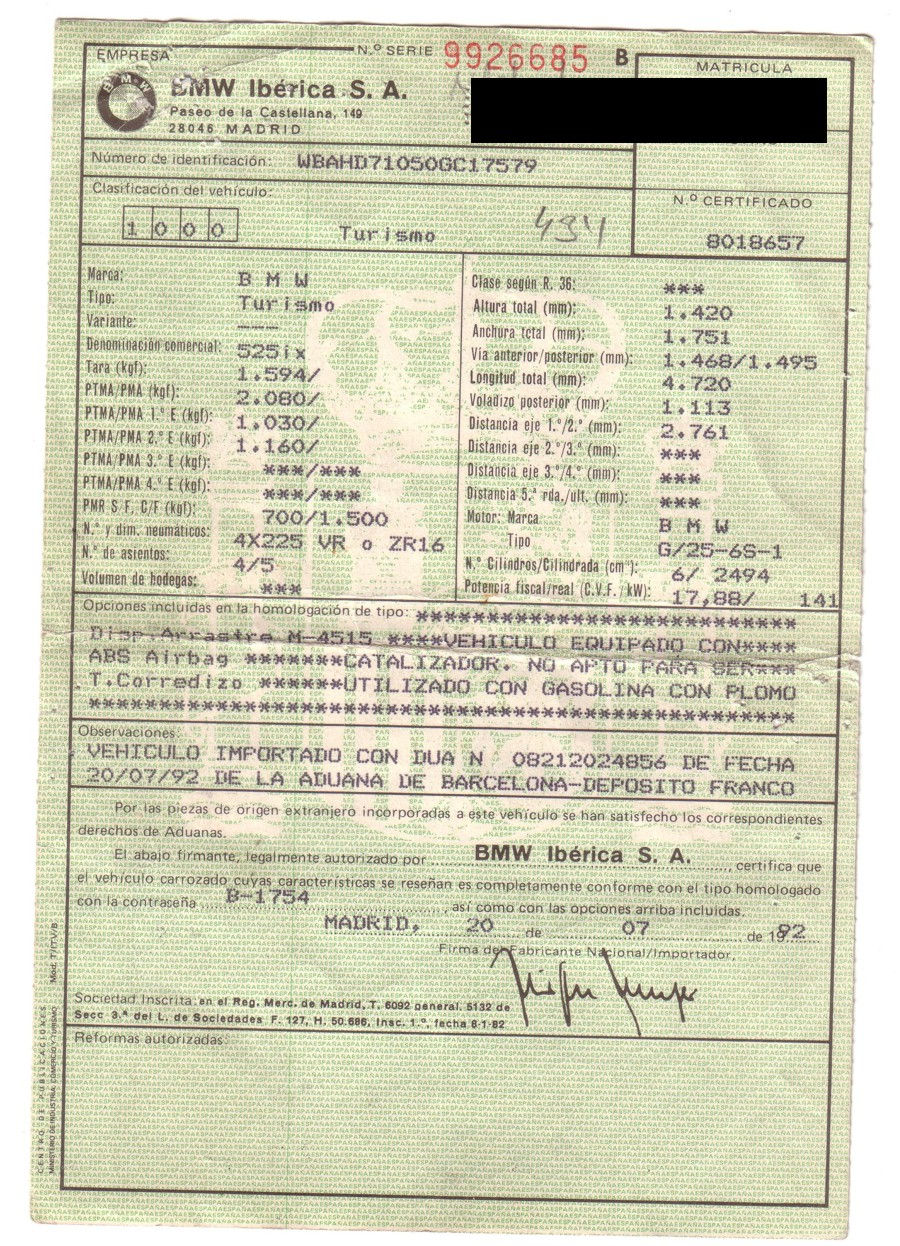 EMPRESA
N.º SERIE 9926685 B
MATRICULA
BMW
BMW Ibérica S. A.
Paseo de la Castellana, 149
28046 MADRID
Número de identificación: WBAHD71050GC17579
Clasificación del vehículo:
1000 Turismo 434
N.º CERTIFICADO
8018657
Marca: B M W
Tipo: Turismo
Variante: ---
Denominación comercial: 525ix
Tara (kgf): 1.594/
PTMA/PMA (kgf): 2.080/
PTMA/PMA 1.º E (kgf): 1.030/
PTMA/PMA 2.º E (kgf): 1.160/
PTMA/PMA 3.º E (kgf): ***/***
PTMA/PMA 4.º E (kgf): ***/***
PMR S/F, C/F (kgf): 700/1.500
N.º y dim. neumáticos: 4X225 VR o ZR16
N.º de asientos: 4/5
Volumen de bodegas: ***
Clase según R. 36: ***
Altura total (mm): 1.420
Anchura total (mm): 1.751
Via anterior/posterior (mm): 1.468/1.495
Longitud total (mm): 4.720
Voladizo posterior (mm): 1.113
Distancia eje 1.º/2.º (mm): 2.761
Distancia eje 2.º/3.º (mm): ***
Distancia eje 3.º/4.º (mm): ***
Distancia 5.ª rda./ult. (mm): ***
Motor: Marca B M W
Tipo G/25-6S-1
N.º Cilindros/Cilindrada (cm³): 6/ 2494
Potencia fiscal/real (C.V.F. / kW): 17,88/ 141
Opciones incluidas en la homologación de tipo: *************************
Disp.Arrastre M-4515 ****VEHICULO EQUIPADO CON****
ABS Airbag *******CATALIZADOR. NO APTO PARA SER***
T.Corredizo ******UTILIZADO CON GASOLINA CON PLOMO
**************************************************
Observaciones:
VEHICULO IMPORTADO CON DUA N 08212024856 DE FECHA
20/07/92 DE LA ADUANA DE BARCELONA-DEPOSITO FRANCO
Por las piezas de origen extranjero incorporadas a este vehículo se han satisfecho los correspondientes
derechos de Aduanas.
El abajo firmante, legalmente autorizado por BMW Ibérica S. A., certifica que
el vehículo carrozado cuyas características se reseñan es completamente conforme con el tipo homologado
con la contraseña B-1754, así como con las opciones arriba incluidas.
MADRID, 20 de 07 de 1992
Firma del Fabricante Nacional/Importador,
Sociedad Inscrita: en el Reg. Merc. de Madrid, T. 6092 general. 5132 de
Secc 3.ª del L. de Sociedades F. 127, H. 50.686, Insc. 1.º, fecha 8-1-82
Reformas autorizadas:
CENTRO DE PUBLICACIONES Mod. T/ITV/B
MINISTERIO DE INDUSTRIA, COMERCIO Y TURISMO